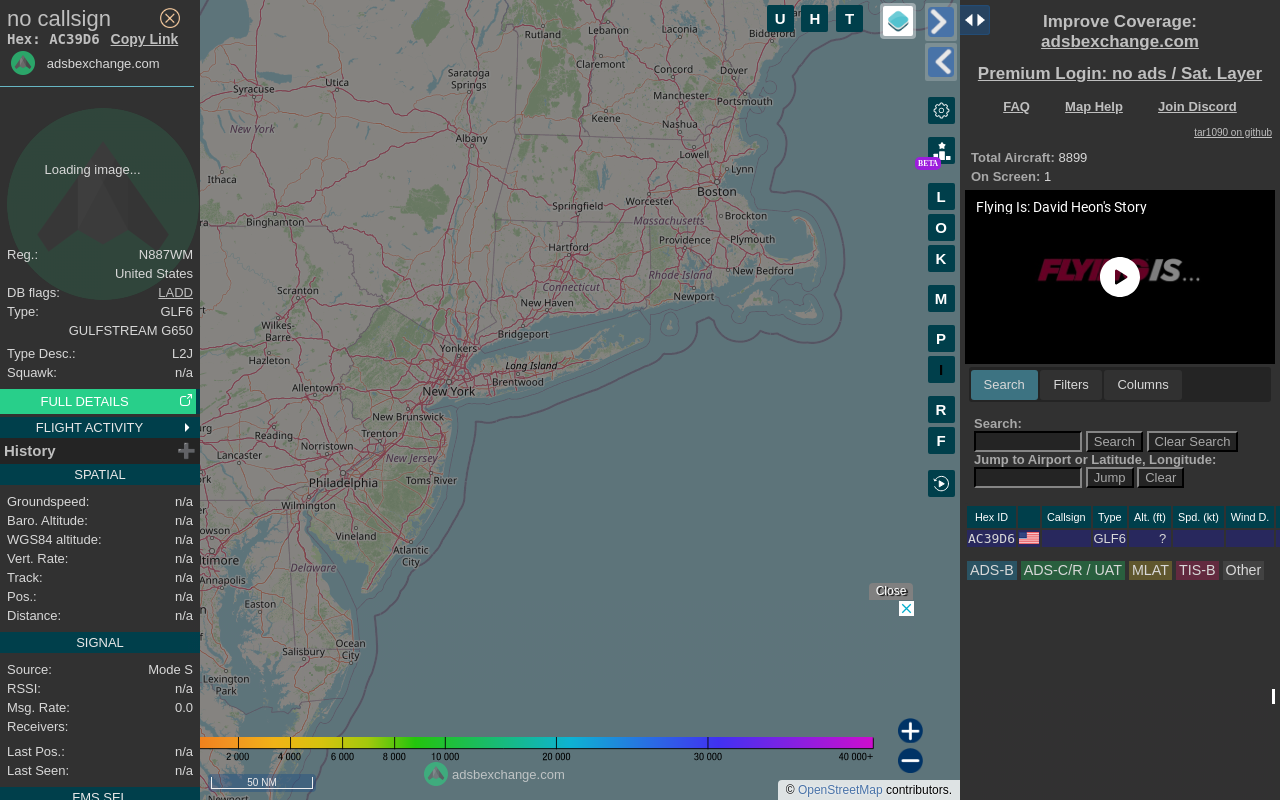 no callsign
Hex: AC39D6 Copy Link
adsbexchange.com
Loading image...
Reg.: N887WM
United States
DB flags: LADD
Type: GLF6
GULFSTREAM G650
Type Desc.: L2J
Squawk: n/a
FULL DETAILS
FLIGHT ACTIVITY
History
SPATIAL
Groundspeed: n/a
Baro. Altitude: n/a
WGS84 altitude: n/a
Vert. Rate: n/a
Track: n/a
Pos.: n/a
Distance: n/a
SIGNAL
Source: Mode S
RSSI: n/a
Msg. Rate: 0.0
Receivers:
Last Pos.: n/a
Last Seen: n/a
FMS SEL
Rutland
Lebanon
Laconia
Biddeford
Claremont
Concord
Dover
Saratoga
Springs
Utica
Syracuse
Manchester
Portsmouth
Keene
Nashua
New York
Albany
Lowell
Lynn
Ithaca
Boston
Worcester
Springfield
Massachusetts
Brockton
Binghamton
Hartford
Providence
Plymouth
Rhode Island
New Bedford
Connecticut
Scranton
New Haven
Newport
Wilkes-
Barre
Bridgeport
Yonkers
Hazleton
Long Island
Brentwood
Allentown
New York
New Brunswick
Reading
Trenton
Norristown
Lancaster
New Jersey
Philadelphia
Toms River
Wilmington
Vineland
Atlantic
City
Delaware
Annapolis
Easton
Ocean
City
Salisbury
Lexington
Park
Newport
U H T
BETA
L
O
K
M
P
I
R
F
Close
2 000 4 000 6 000 8 000 10 000 20 000 30 000 40 000+
adsbexchange.com
50 NM
© OpenStreetMap contributors.
Improve Coverage:
adsbexchange.com
Premium Login: no ads / Sat. Layer
FAQ Map Help Join Discord
tar1090 on github
Total Aircraft: 8899
On Screen: 1
Flying Is: David Heon's Story
FLYING IS...
Search Filters Columns
Search:
Search Clear Search
Jump to Airport or Latitude, Longitude:
Jump Clear
Hex ID Callsign Type Alt. (ft) Spd. (kt) Wind D.
AC39D6 GLF6 ?
ADS-B ADS-C/R / UAT MLAT TIS-B Other